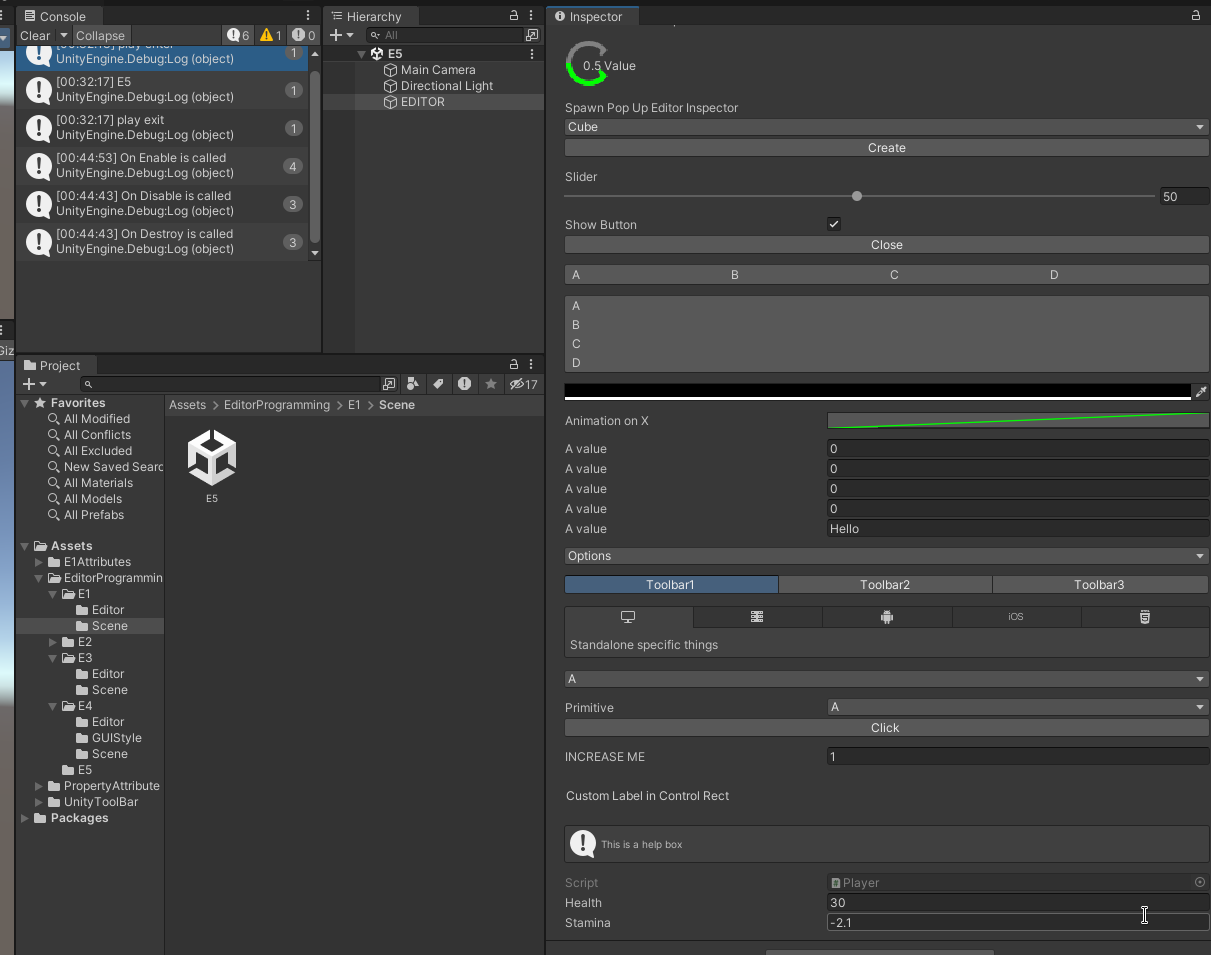 Console
Clear
Collapse
6
1
0
1
UnityEngine.Debug:Log (object)
[00:32:17] E5
UnityEngine.Debug:Log (object)
1
[00:32:17] play exit
UnityEngine.Debug:Log (object)
1
[00:44:53] On Enable is called
UnityEngine.Debug:Log (object)
4
[00:44:43] On Disable is called
UnityEngine.Debug:Log (object)
3
[00:44:43] On Destroy is called
UnityEngine.Debug:Log (object)
3
Giz
Hierarchy
All
E5
Main Camera
Directional Light
EDITOR
Project
17
Favorites
All Modified
All Conflicts
All Excluded
New Saved Searc
All Materials
All Models
All Prefabs
Assets
E1Attributes
EditorProgrammin
E1
Editor
Scene
E2
E3
Editor
Scene
E4
Editor
GUIStyle
Scene
E5
PropertyAttribute
UnityToolBar
Packages
Assets > EditorProgramming > E1 > Scene
E5
Inspector
0.5 Value
Spawn Pop Up Editor Inspector
Cube
Create
Slider
50
Show Button
Close
A B C D
A
B
C
D
Animation on X
A value 0
A value 0
A value 0
A value 0
A value Hello
Options
Toolbar1 Toolbar2 Toolbar3
iOS
Standalone specific things
A
Primitive A
Click
INCREASE ME 1
Custom Label in Control Rect
This is a help box
Script Player
Health 30
Stamina -2.1